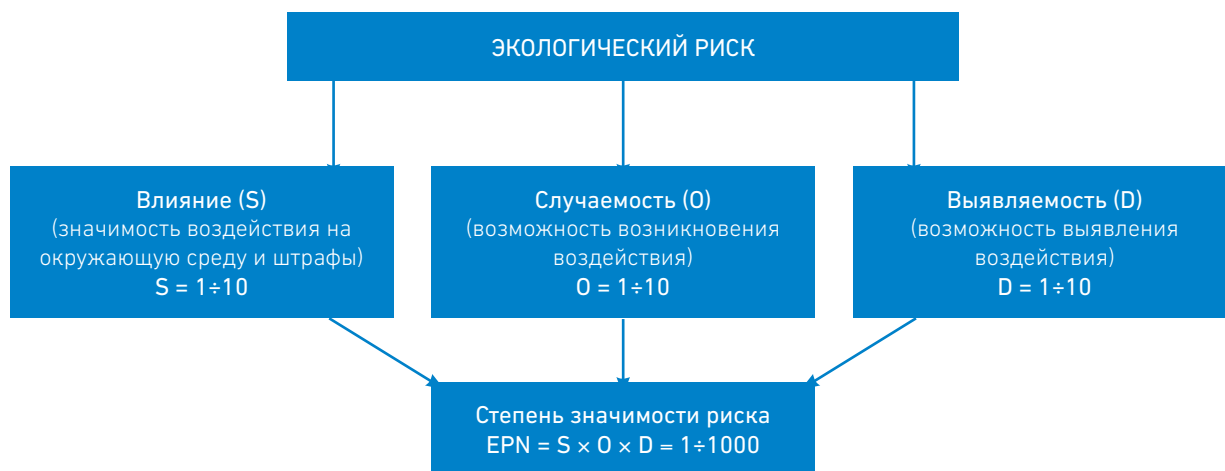 ЭКОЛОГИЧЕСКИЙ РИСК
Влияние (S)
(значимость воздействия на
окружающую среду и штрафы)
S = 1÷10
Случаемость (O)
(возможность возникновения
воздействия)
O = 1÷10
Выявляемость (D)
(возможность выявления
воздействия)
D = 1÷10
Степень значимости риска
EPN = S × O × D = 1÷1000